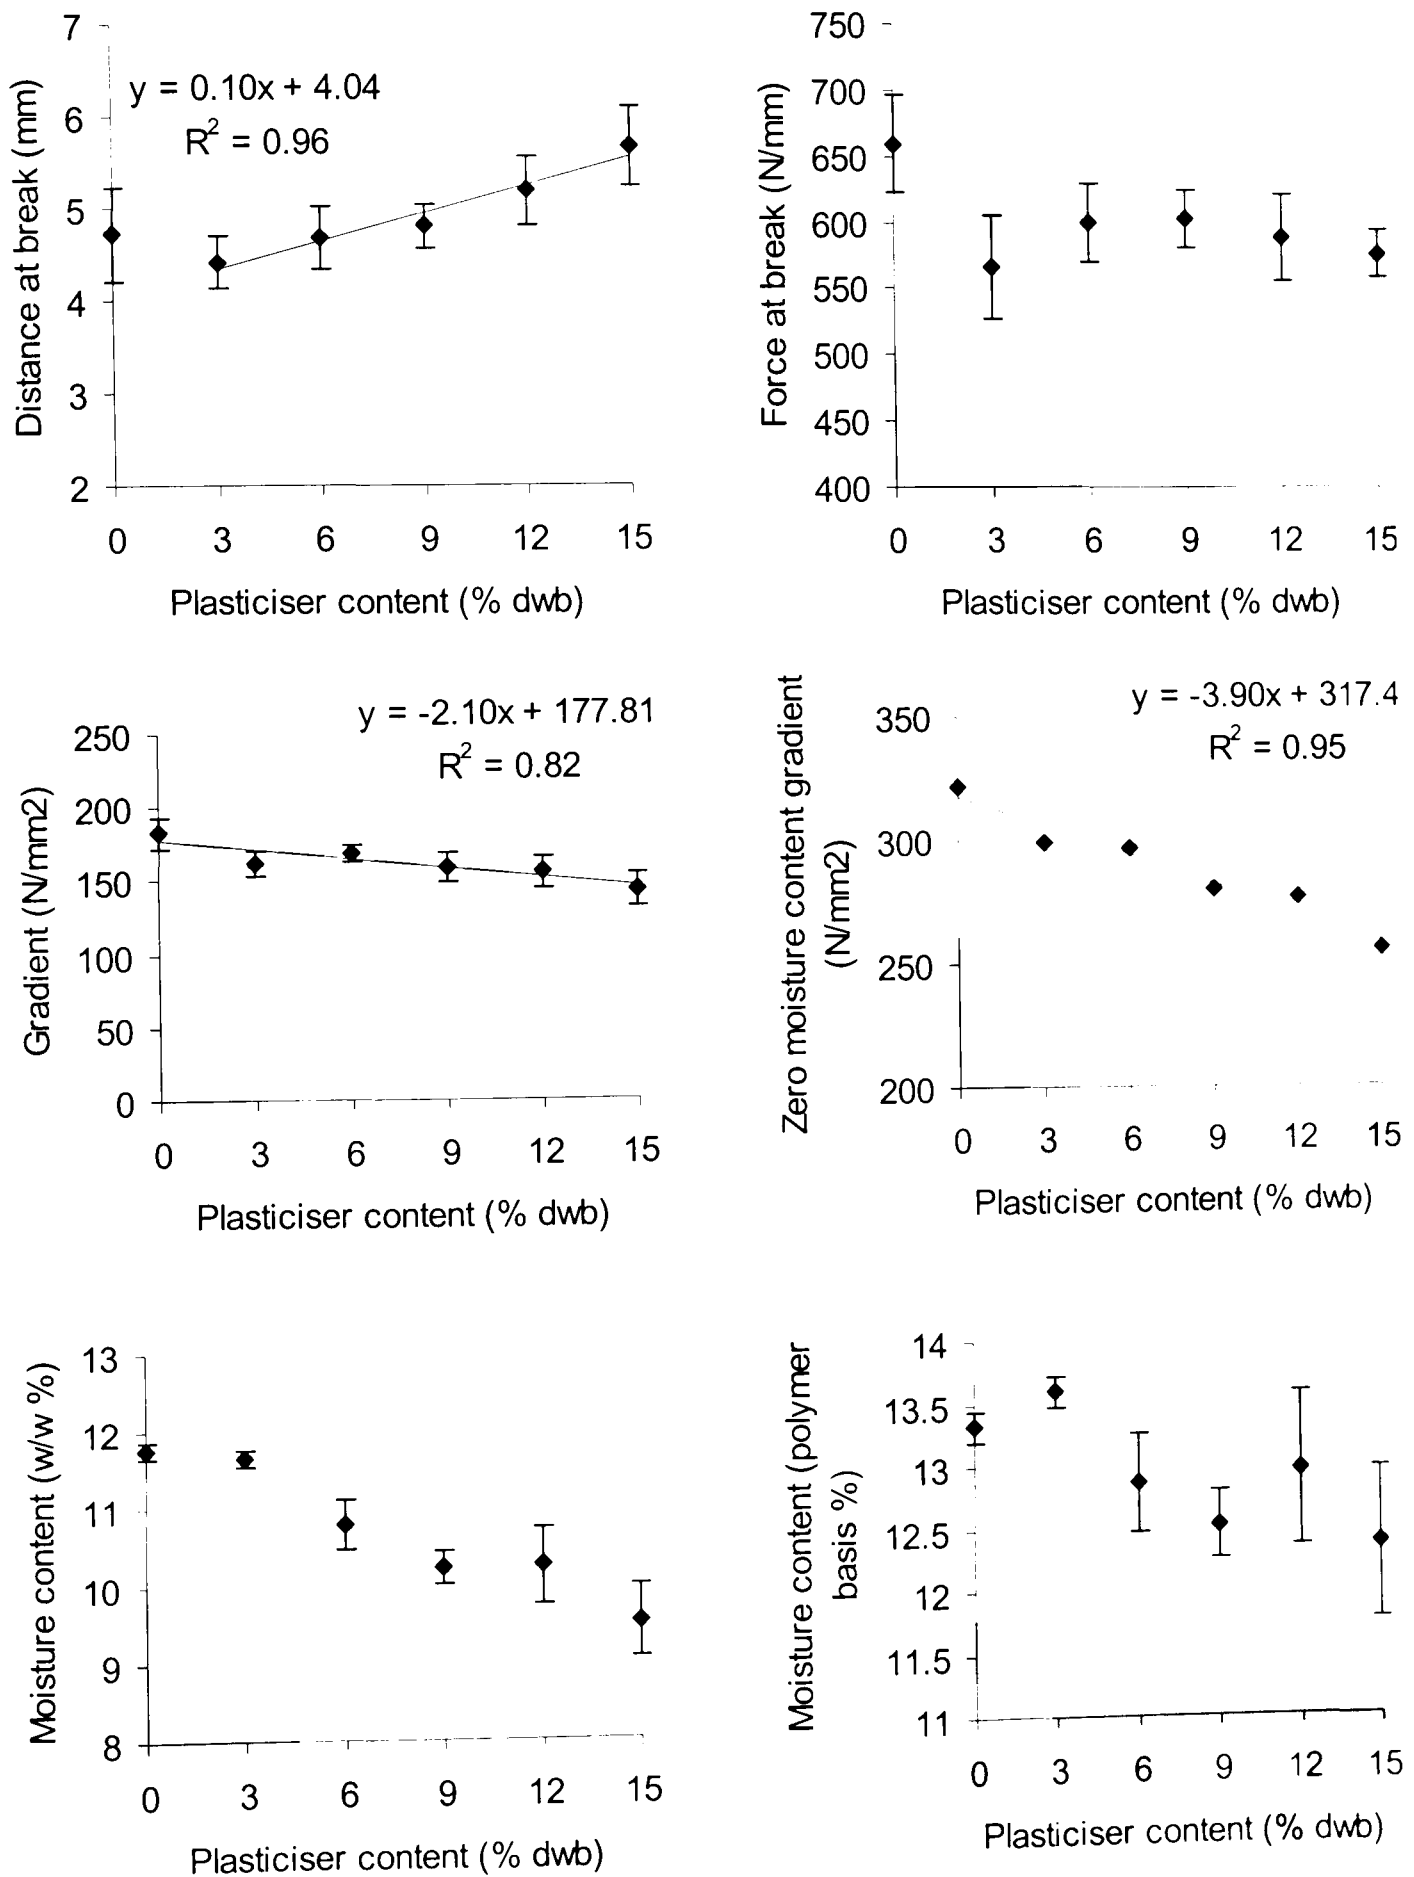 7
6
5
4
3
2
Distance at break (mm)
y = 0.10x + 4.04
R² = 0.96
0 3 6 9 12 15
Plasticiser content (% dwb)
750
700
650
600
550
500
450
400
Force at break (N/mm)
0 3 6 9 12 15
Plasticiser content (% dwb)
y = -2.10x + 177.81
R² = 0.82
250
200
150
100
50
0
Gradient (N/mm2)
0 3 6 9 12 15
Plasticiser content (% dwb)
y = -3.90x + 317.4
R² = 0.95
350
300
250
200
Zero moisture content gradient
(N/mm2)
0 3 6 9 12 15
Plasticiser content (% dwb)
13
12
11
10
9
8
Moisture content (w/w %)
0 3 6 9 12 15
Plasticiser content (% dwb)
14
13.5
13
12.5
12
11.5
11
Moisture content (polymer
basis %)
0 3 6 9 12 15
Plasticiser content (% dwb)